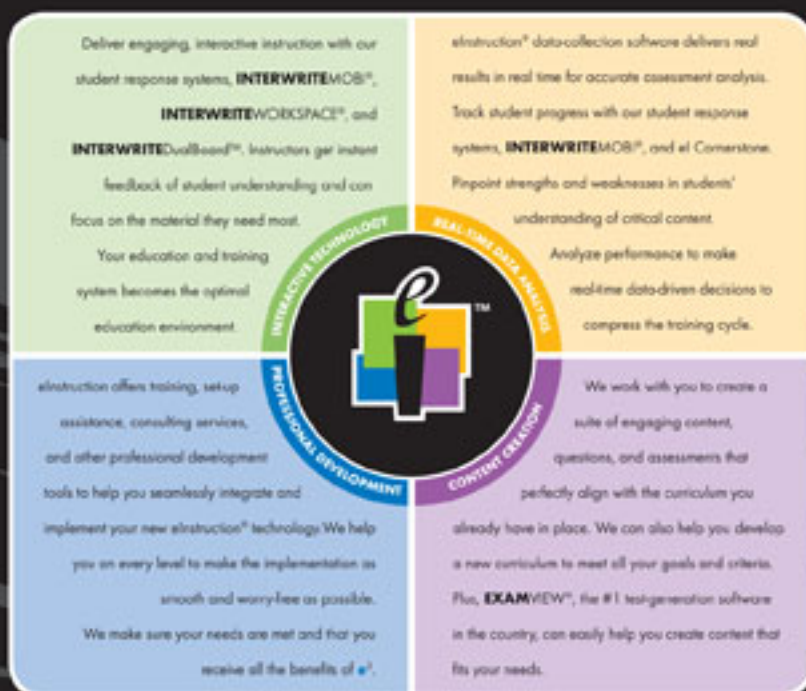 Deliver engaging, interactive instruction with our
student response systems, INTERWRITEMOBI®,
INTERWRITEWORKSPACE®, and
INTERWRITEDualBoard™. Instructors get instant
feedback of student understanding and can
focus on the material they need most.
Your education and training
system becomes the optimal
education environment.
eInstruction® data-collection software delivers real
results in real time for accurate assessment analysis.
Track student progress with our student response
systems, INTERWRITEMOBI®, and eI Cornerstone.
Pinpoint strengths and weaknesses in students'
understanding of critical content.
Analyze performance to make
real-time data-driven decisions to
compress the training cycle.
INTERACTIVE TECHNOLOGY
REAL-TIME DATA ANALYSIS
ei™
PROFESSIONAL DEVELOPMENT
CONTENT CREATION
eInstruction offers training, set-up
assistance, consulting services,
and other professional development
tools to help you seamlessly integrate and
implement your new eInstruction® technology. We help
you on every level to make the implementation as
smooth and worry-free as possible.
We make sure your needs are met and that you
receive all the benefits of e².
We work with you to create a
suite of engaging content,
questions, and assessments that
perfectly align with the curriculum you
already have in place. We can also help you develop
a new curriculum to meet all your goals and criteria.
Plus, EXAMVIEW®, the #1 test-generation software
in the country, can easily help you create content that
fits your needs.